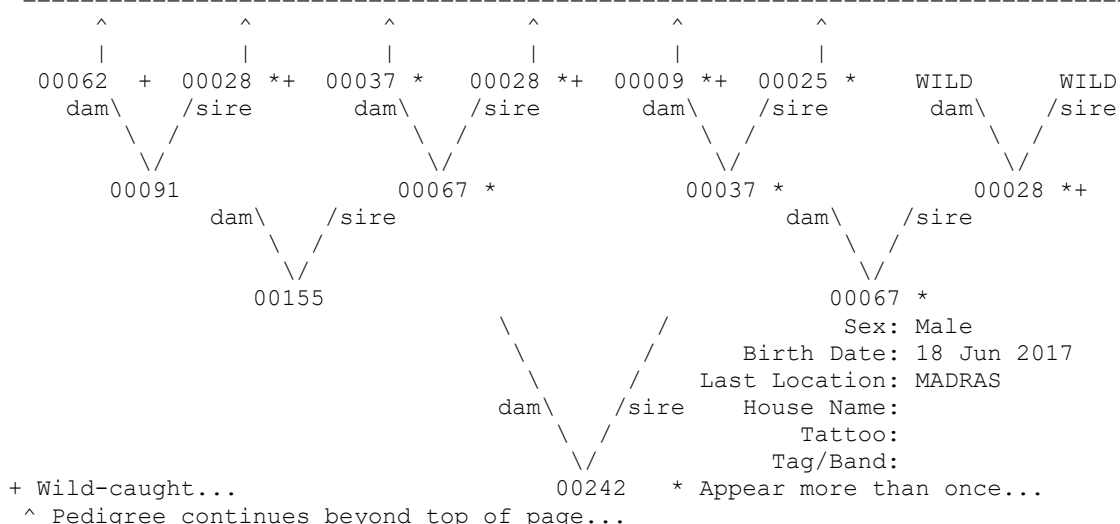 ^ ^ ^ ^ ^ ^
| | | | | |
00062 + 00028 *+ 00037 * 00028 *+ 00009 *+ 00025 * WILD WILD
dam\ /sire dam\ /sire dam\ /sire dam\ /sire
\ / \ / \ / \ /
\/ \/ \/ \/
00091 00067 * 00037 * 00028 *+
dam\ /sire dam\ /sire
\ / \ /
\/ \/
00155 00067 *
\ / Sex: Male
\ / Birth Date: 18 Jun 2017
\ / Last Location: MADRAS
dam\ /sire House Name:
\ / Tattoo:
\/ Tag/Band:
+ Wild-caught... 00242 * Appear more than once...
^ Pedigree continues beyond top of page...